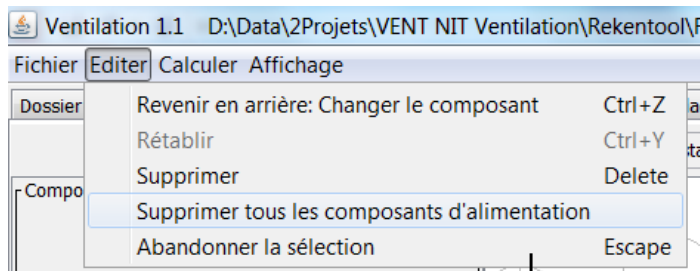 Ventilation 1.1 D:\Data\2Projets\VENT NIT Ventilation\Rekentool\
Fichier Editer Calculer Affichage
Dossier
Revenir en arrière: Changer le composant Ctrl+Z
Rétablir Ctrl+Y
Supprimer Delete
Compo
Supprimer tous les composants d'alimentation
Abandonner la sélection Escape